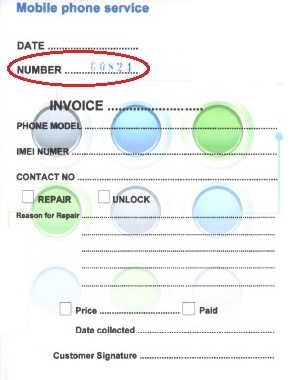 Mobile phone service
DATE ..............................
NUMBER .......00824
INVOICE ........................
PHONE MODEL..............................
IMEI NUMER ..............................
CONTACT NO ..............................
REPAIR UNLOCK
Reason for Repair ..............................
Price .................... Paid
Date collected ..............................
Customer Signature ..............................